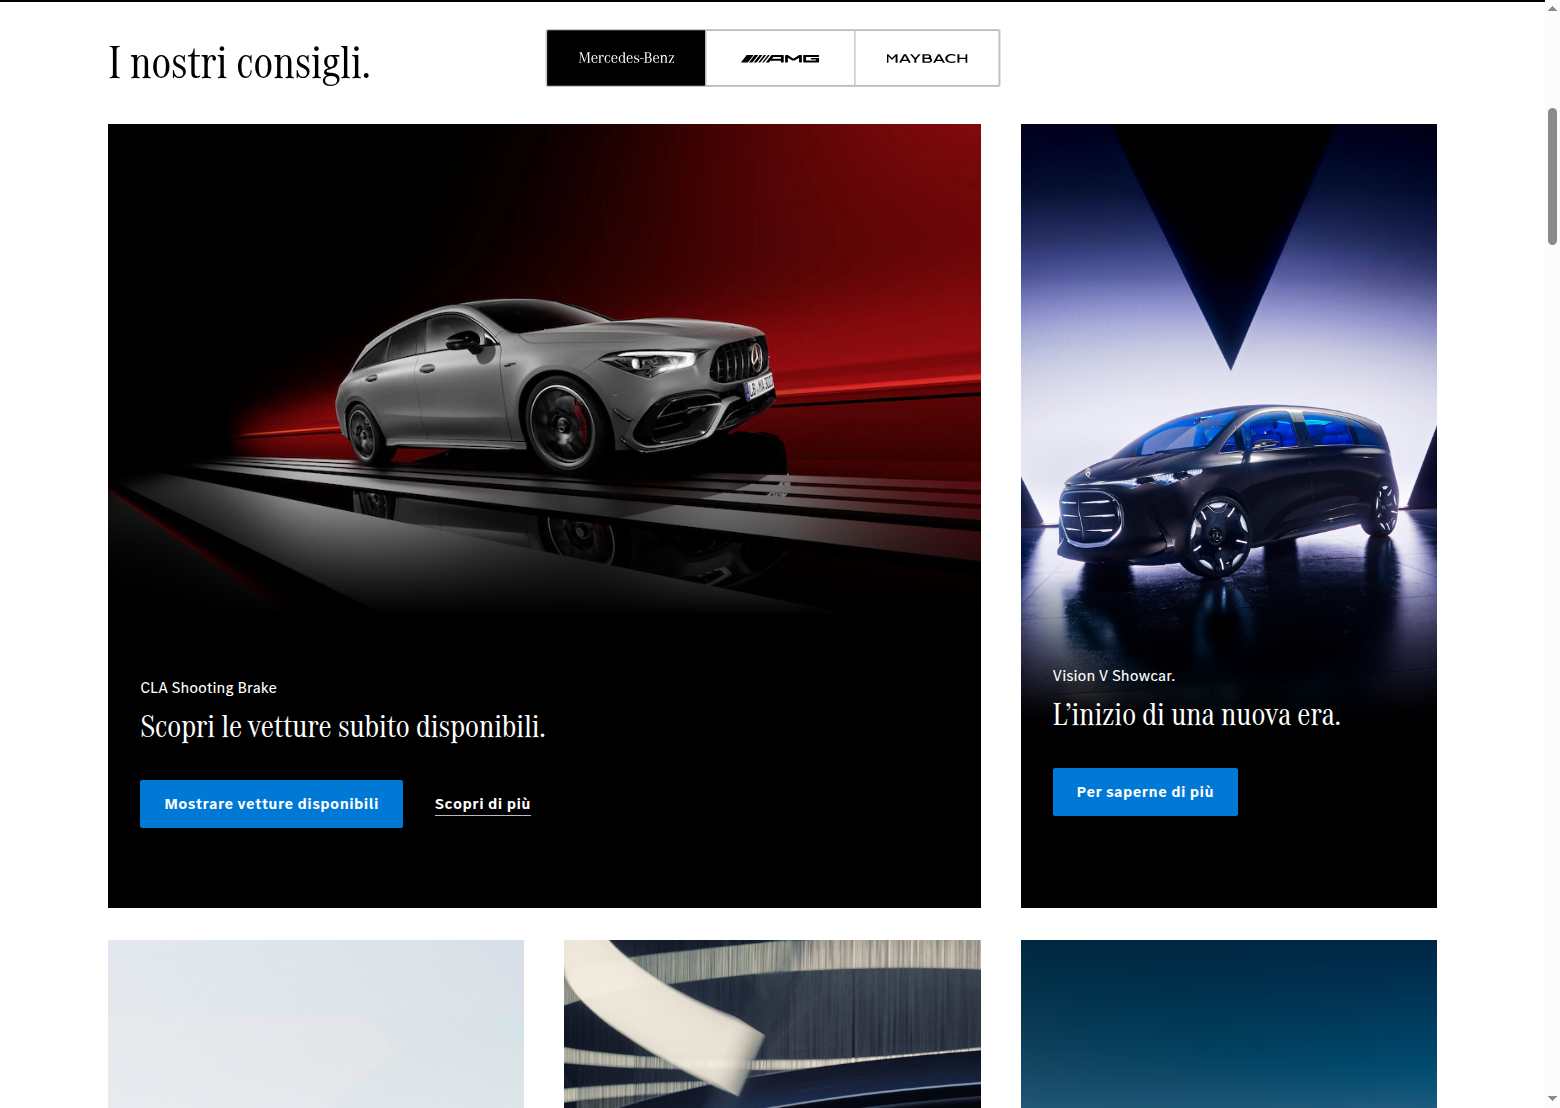 I nostri consigli.
Mercedes-Benz
AMG
MAYBACH
CLA Shooting Brake
Scopri le vetture subito disponibili.
Mostrare vetture disponibili
Scopri di più
Vision V Showcar.
L’inizio di una nuova era.
Per saperne di più